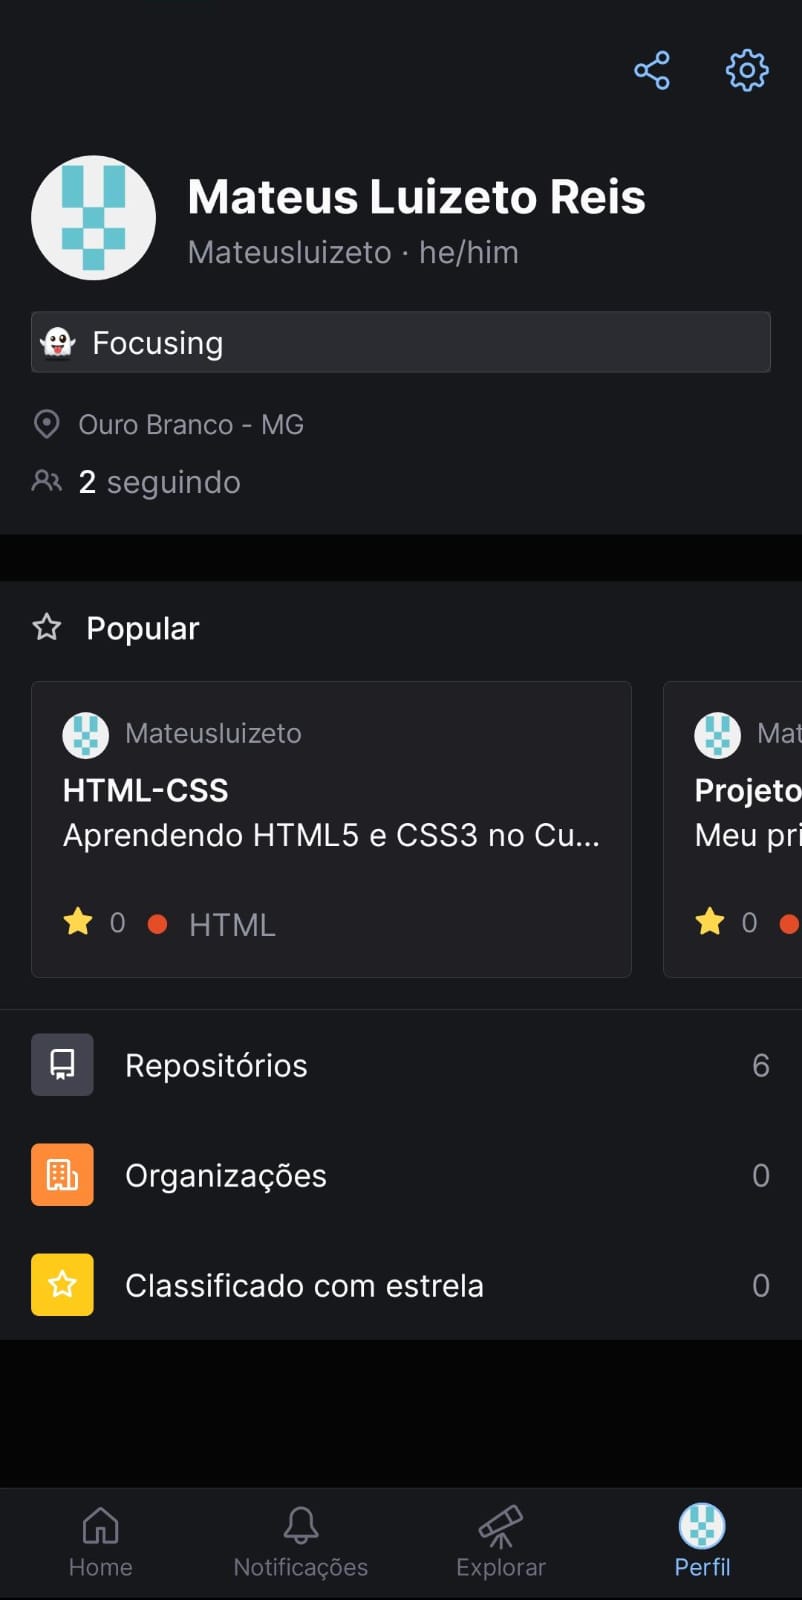 Mateus Luizeto Reis
Mateusluizeto · he/him
Focusing
Ouro Branco - MG
2 seguindo
Popular
Mateusluizeto
HTML-CSS
Aprendendo HTML5 e CSS3 no Cu...
0 HTML
Mat
Projeto
Meu pri
0
Repositórios 6
Organizações 0
Classificado com estrela 0
Home Notificações Explorar Perfil